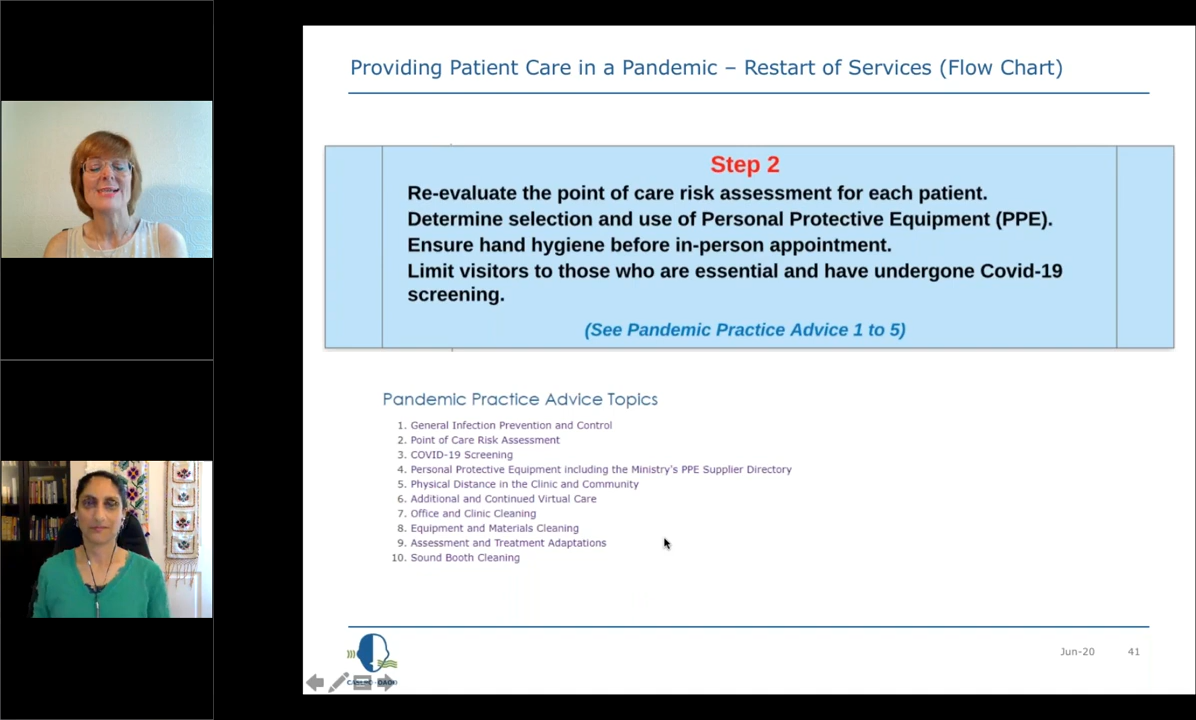 Providing Patient Care in a Pandemic – Restart of Services (Flow Chart)
Step 2
Re-evaluate the point of care risk assessment for each patient.
Determine selection and use of Personal Protective Equipment (PPE).
Ensure hand hygiene before in-person appointment.
Limit visitors to those who are essential and have undergone Covid-19
screening.
(See Pandemic Practice Advice 1 to 5)
Pandemic Practice Advice Topics
1. General Infection Prevention and Control
2. Point of Care Risk Assessment
3. COVID-19 Screening
4. Personal Protective Equipment including the Ministry's PPE Supplier Directory
5. Physical Distance in the Clinic and Community
6. Additional and Continued Virtual Care
7. Office and Clinic Cleaning
8. Equipment and Materials Cleaning
9. Assessment and Treatment Adaptations
10. Sound Booth Cleaning
Jun-20
41